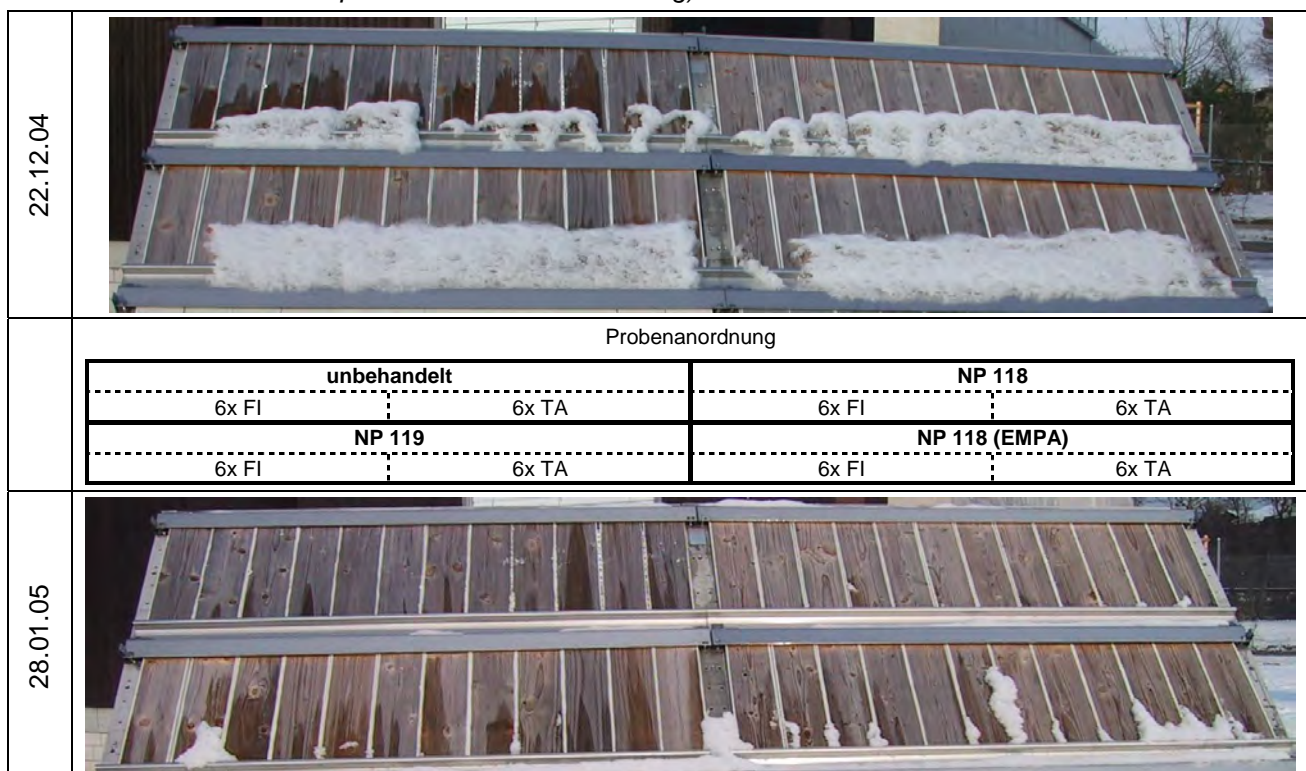 22.12.04
Probenanordnung
unbehandelt NP 118
6x FI 6x TA 6x FI 6x TA
NP 119 NP 118 (EMPA)
6x FI 6x TA 6x FI 6x TA
28.01.05